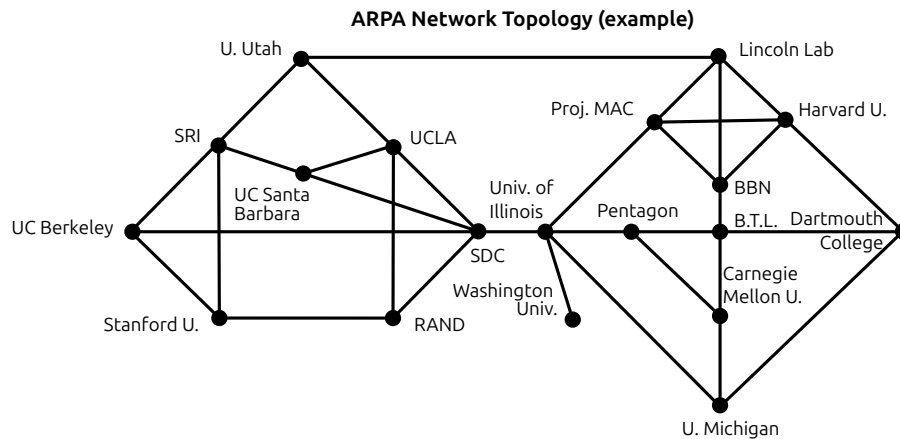 ARPA Network Topology (example)
U. Utah
Lincoln Lab
Proj. MAC
Harvard U.
SRI
UCLA
UC Santa
Barbara
Univ. of
Illinois
BBN
Pentagon
B.T.L.
Dartmouth
College
UC Berkeley
SDC
Washington
Univ.
Carnegie
Mellon U.
Stanford U.
RAND
U. Michigan